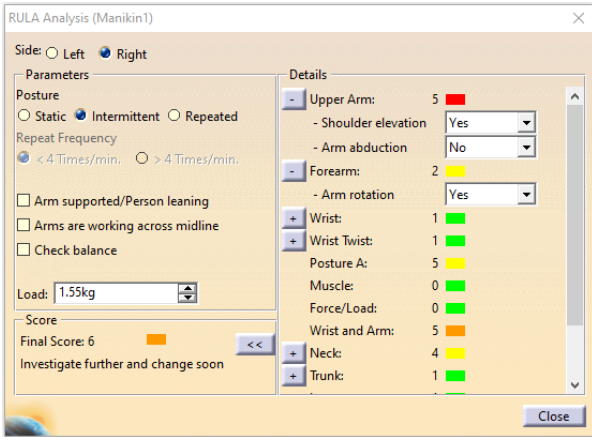 RULA Analysis (Manikin1)
Side: Left Right
Parameters
Posture
Static Intermittent Repeated
Repeat Frequency
< 4 Times/min. > 4 Times/min.
Arm supported/Person leaning
Arms are working across midline
Check balance
Load: 1.55kg
Score
Final Score: 6 <<
Investigate further and change soon
Details
- Upper Arm: 5
- Shoulder elevation Yes
- Arm abduction No
- Forearm: 2
- Arm rotation Yes
+ Wrist: 1
+ Wrist Twist: 1
Posture A: 5
Muscle: 0
Force/Load: 0
Wrist and Arm: 5
+ Neck: 4
+ Trunk: 1
Close